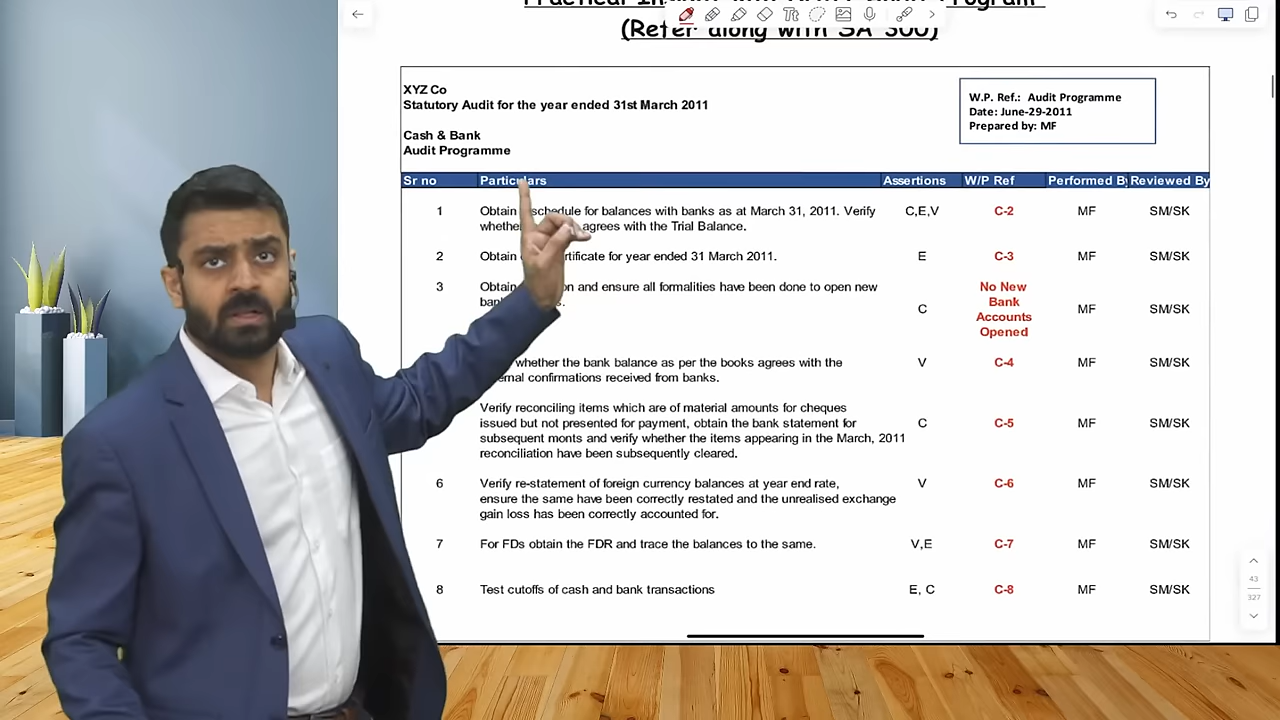 (Refer along with SA 300)
XYZ Co
Statutory Audit for the year ended 31st March 2011
W.P. Ref.: Audit Programme
Date: June-29-2011
Prepared by: MF
Cash & Bank
Audit Programme
Sr no Particulars Assertions W/P Ref Performed By Reviewed By
1 Obtain schedule for balances with banks as at March 31, 2011. Verify C,E,V C-2 MF SM/SK
whether agrees with the Trial Balance.
2 Obtain for year ended 31 March 2011. E C-3 MF SM/SK
3 Obtain and ensure all formalities have been done to open new C No New MF SM/SK
Bank
Accounts
Opened
whether the bank balance as per the books agrees with the V C-4 MF SM/SK
confirmations received from banks.
Verify reconciling items which are of material amounts for cheques
issued but not presented for payment, obtain the bank statement for C C-5 MF SM/SK
subsequent monts and verify whether the items appearing in the March, 2011
reconciliation have been subsequently cleared.
6 Verify re-statement of foreign currency balances at year end rate, V C-6 MF SM/SK
ensure the same have been correctly restated and the unrealised exchange
gain loss has been correctly accounted for.
7 For FDs obtain the FDR and trace the balances to the same. V,E C-7 MF SM/SK
8 Test cutoffs of cash and bank transactions E, C C-8 MF SM/SK
43
327